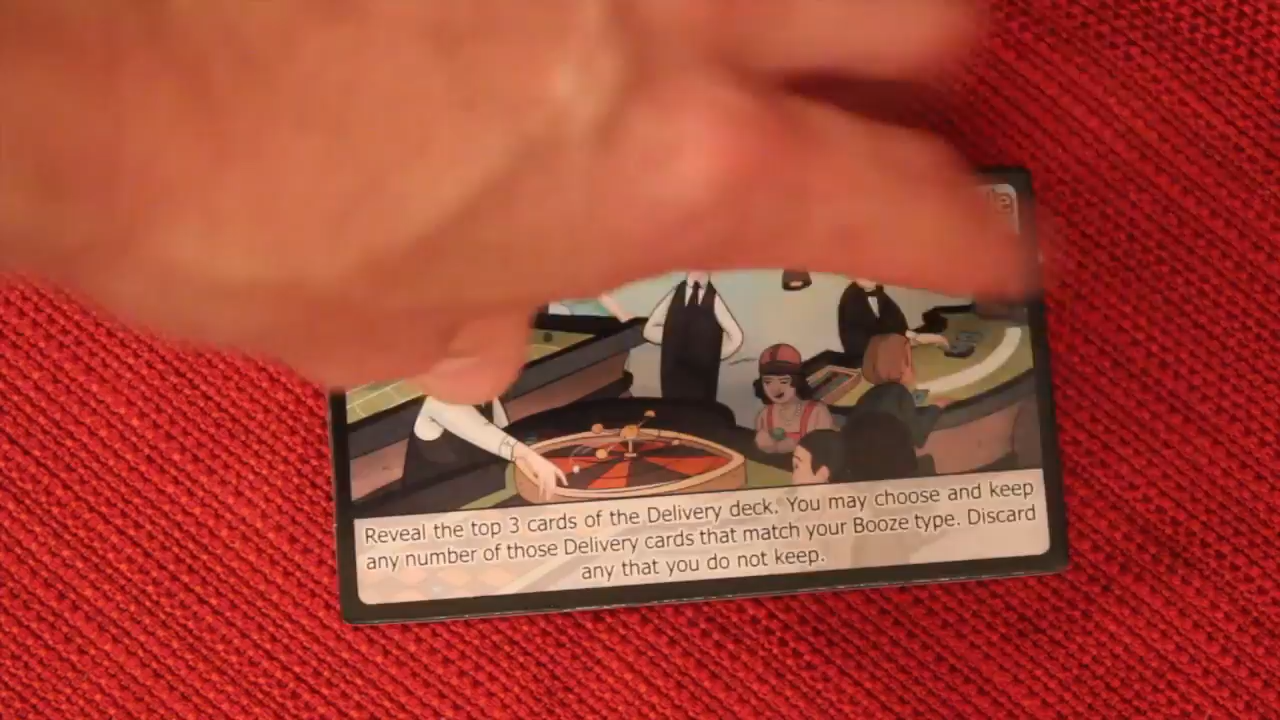 Reveal the top 3 cards of the Delivery deck. You may choose and keep
any number of those Delivery cards that match your Booze type. Discard
any that you do not keep.